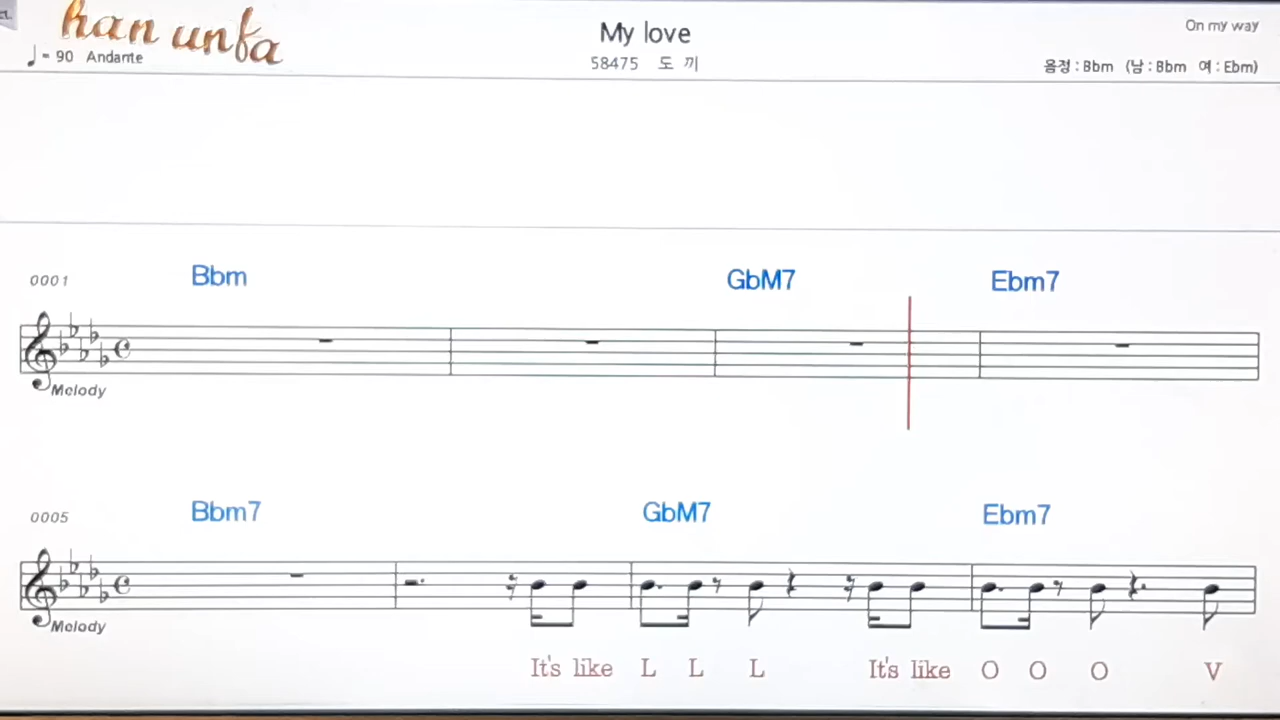 han unfa
My love
On my way
♩= 90 Andante
58475 도 끼
음정 : Bbm (남 : Bbm 여 : Ebm)
0001 Bbm GbM7 Ebm7
Melody
0005 Bbm7 GbM7 Ebm7
Melody
It's like L L L It's like O O O V